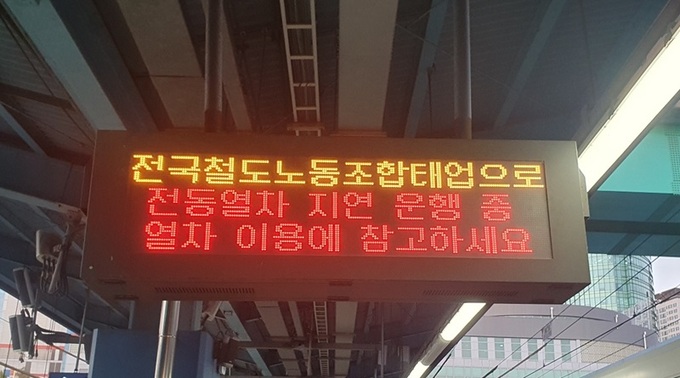 전국철도노동조합태업으로
전동열차 지연 운행 중
열차 이용에 참고하세요